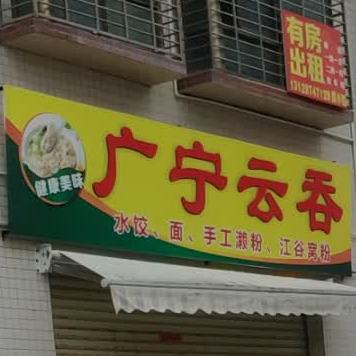 有房
出租
广宁云吞
健康美味
水饺、面、手工濑粉、江谷窝粉